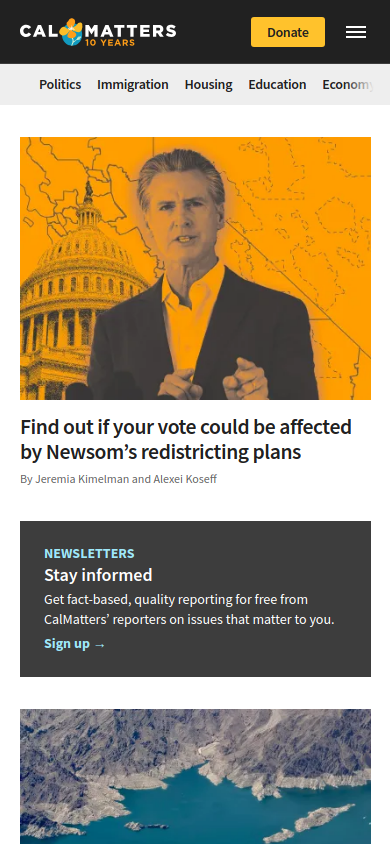 CALMATTERS
10 YEARS
Donate
Politics Immigration Housing Education Economy
Find out if your vote could be affected
by Newsom’s redistricting plans
By Jeremia Kimelman and Alexei Koseff
NEWSLETTERS
Stay informed
Get fact-based, quality reporting for free from
CalMatters’ reporters on issues that matter to you.
Sign up →